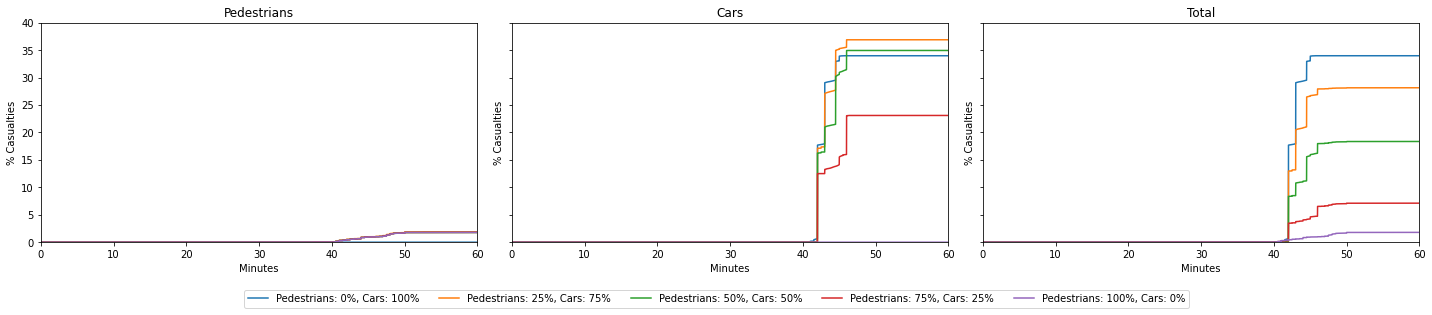 Pedestrians
Cars
Total
% Casualties
40
35
30
25
20
15
10
5
0
0 10 20 30 40 50 60
Minutes
% Casualties
0 10 20 30 40 50 60
Minutes
% Casualties
0 10 20 30 40 50 60
Minutes
Pedestrians: 0%, Cars: 100% Pedestrians: 25%, Cars: 75% Pedestrians: 50%, Cars: 50% Pedestrians: 75%, Cars: 25% Pedestrians: 100%, Cars: 0%